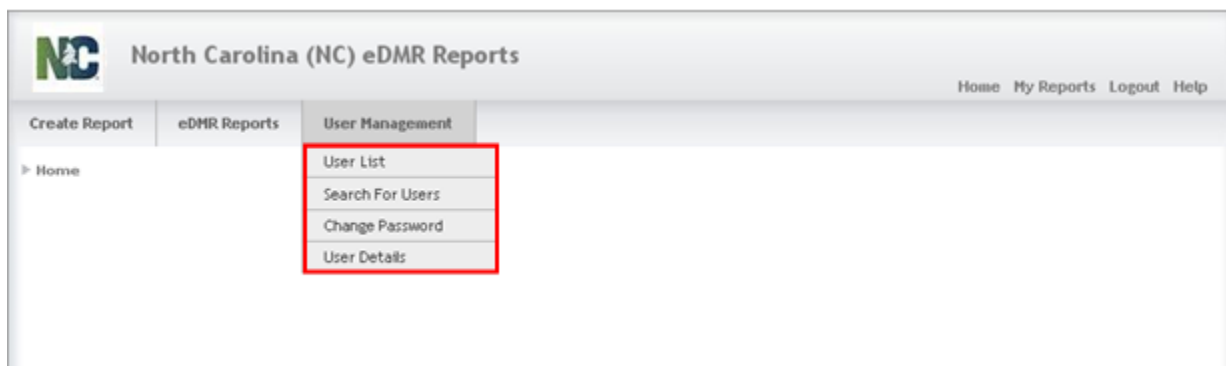 NC
North Carolina (NC) eDMR Reports
Home My Reports Logout Help
Create Report eDMR Reports User Management
Home
User List
Search For Users
Change Password
User Details